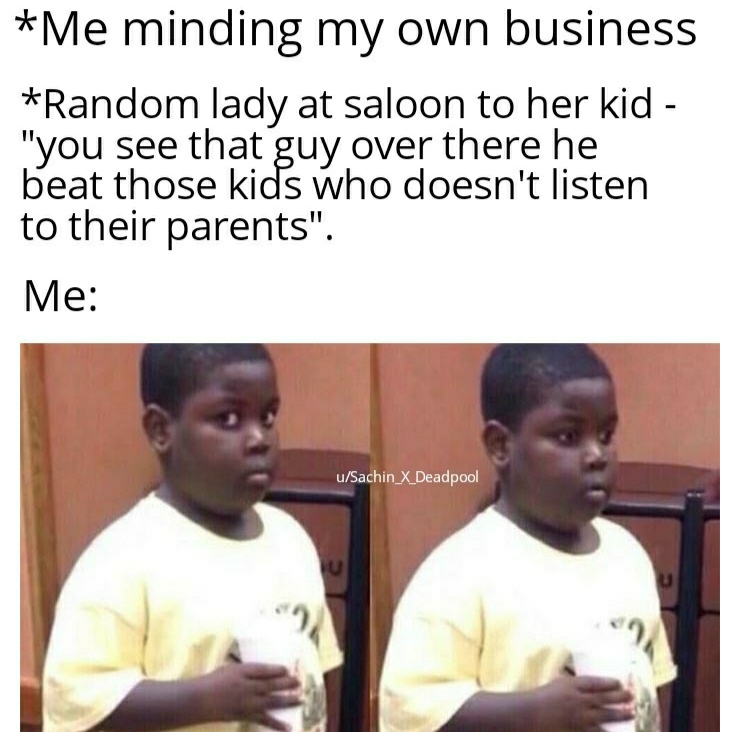 *Me minding my own business
*Random lady at saloon to her kid -
"you see that guy over there he
beat those kids who doesn't listen
to their parents".
Me:
u/Sachin_X_Deadpool